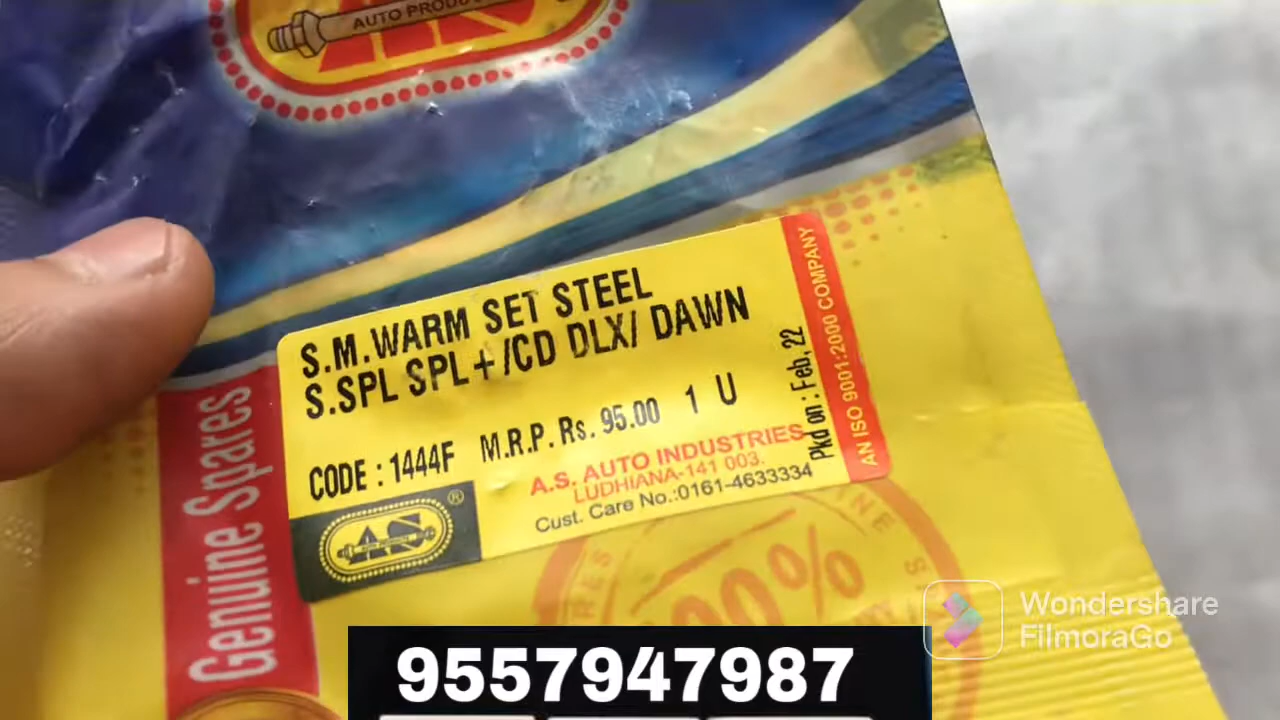 AUTO PRODU
S.M.WARM SET STEEL
S.SPL SPL+/CD DLX/ DAWN
CODE : 1444F M.R.P. Rs. 95.00 1 U
Pkd on : Feb, 22
AN ISO 9001:2000 COMPANY
A.S. AUTO INDUSTRIES
LUDHIANA-141 003.
Cust. Care No.:0161-4633334
AS
®
Genuine Spares
00%
Wondershare
FilmoraGo
9557947987